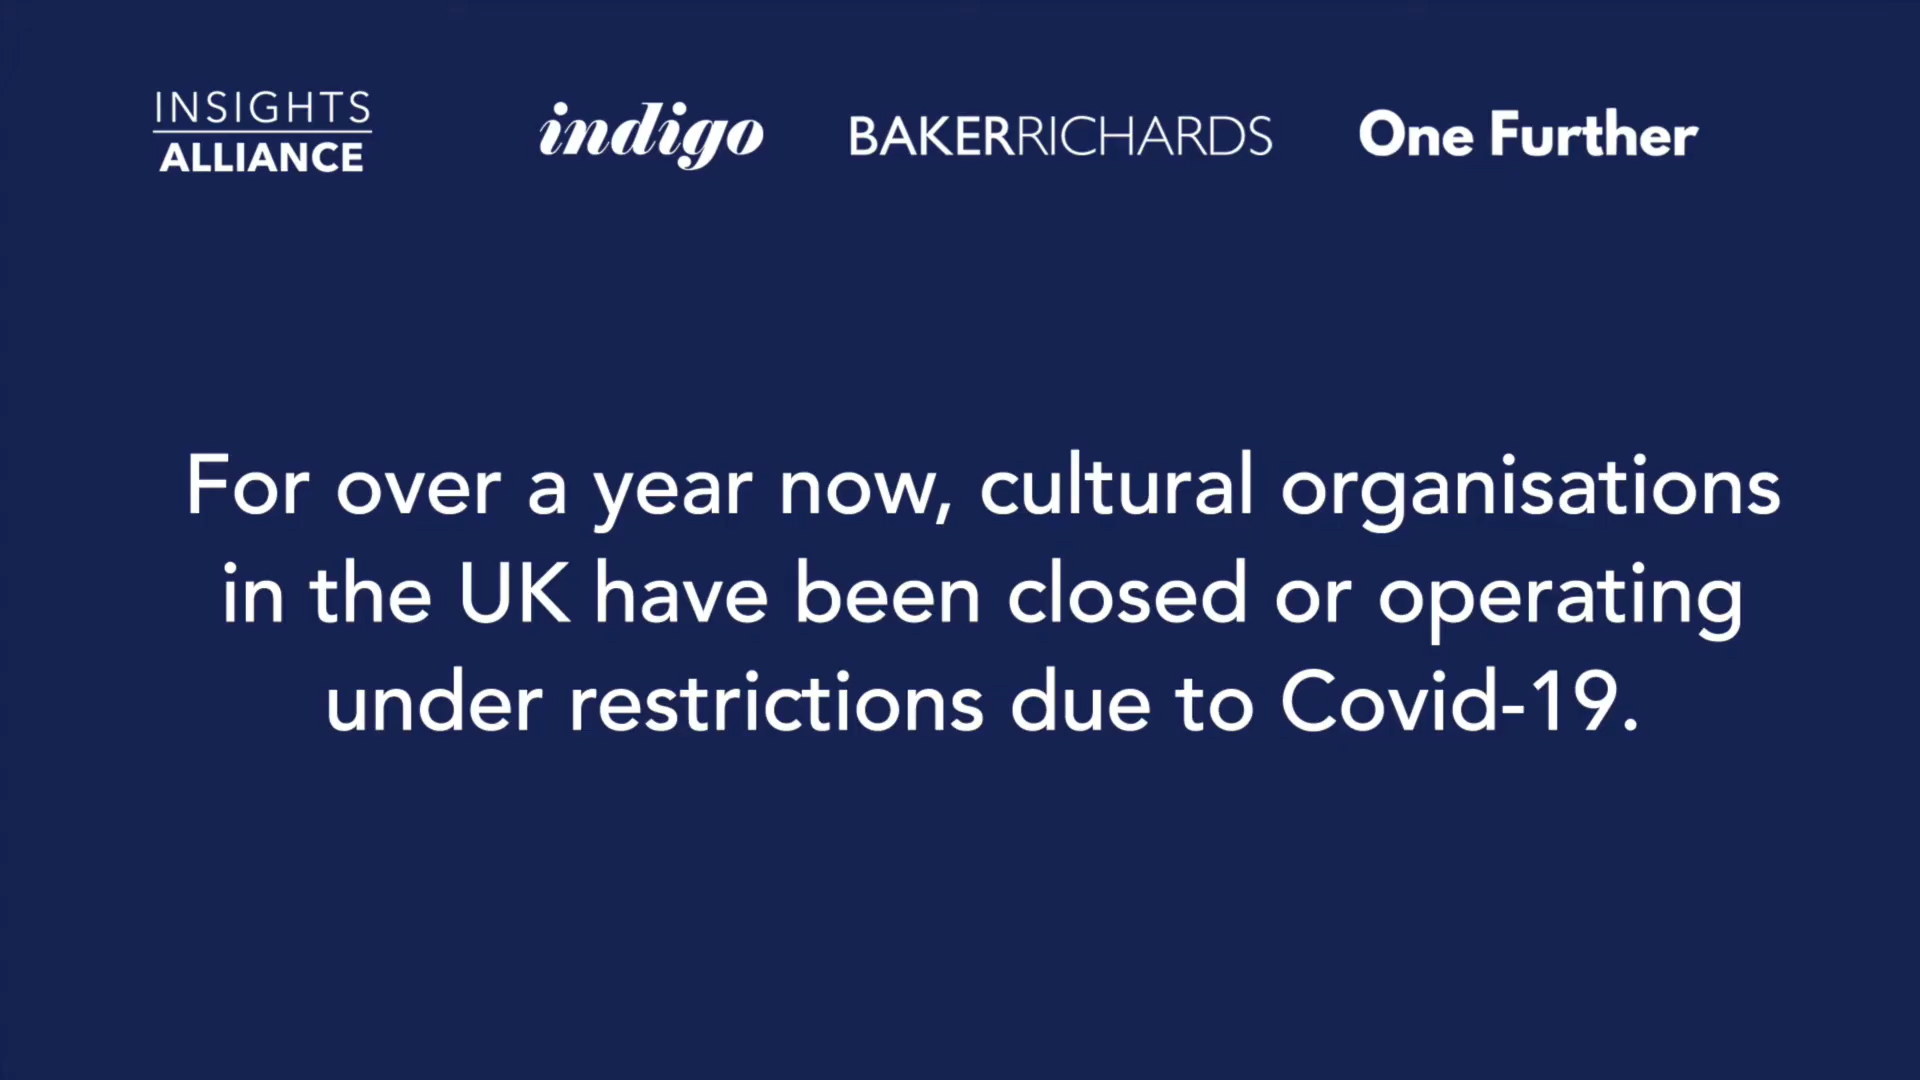 INSIGHTS
ALLIANCE
indigo
BAKERRICHARDS
One Further
For over a year now, cultural organisations
in the UK have been closed or operating
under restrictions due to Covid-19.